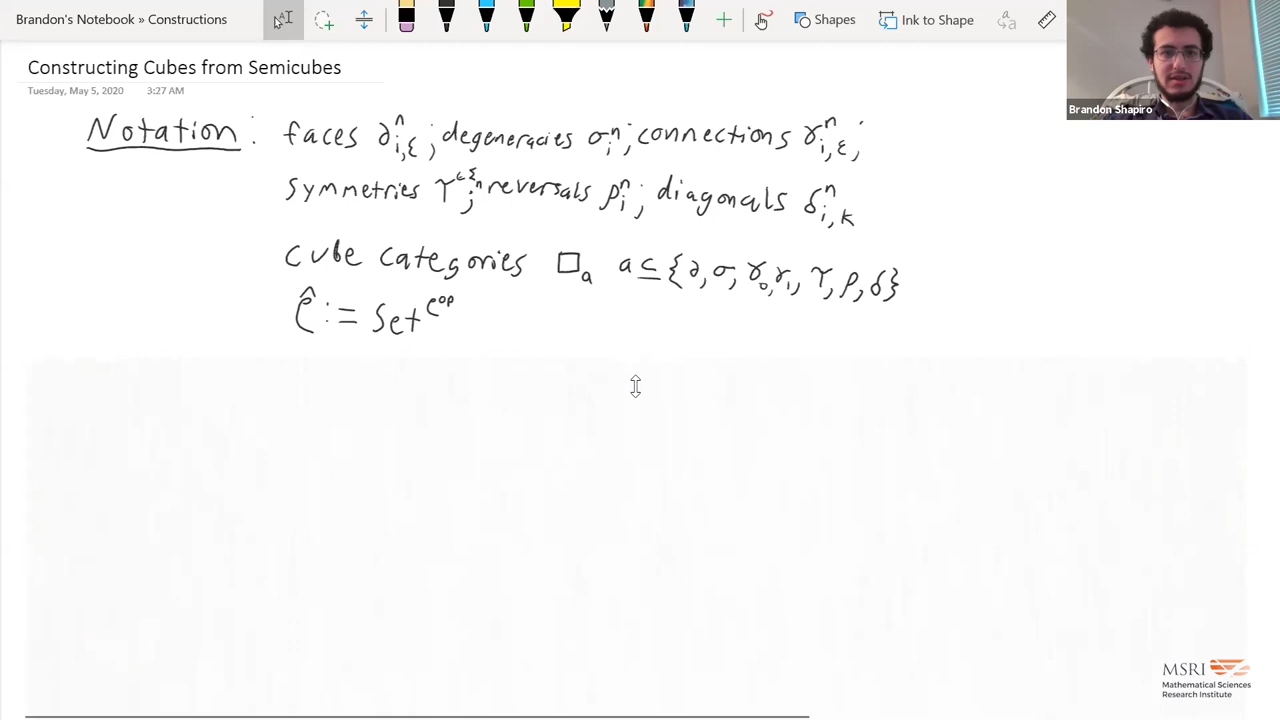 Brandon's Notebook » Constructions
Shapes
Ink to Shape
Constructing Cubes from Semicubes
Tuesday, May 5, 2020 3:27 AM
Brandon Shapiro
Notation: faces ∂ⁿᵢ,ε; degeneracies σᵢⁿ; connections γⁿᵢ,ε;
symmetries τ ; reversals ρᵢⁿ; diagonals δⁿᵢ,ₖ
cube categories □ₐ a ⊆ {∂, σ, γ₀, γ₁, τ, ρ, δ}
Ĉ := Set^C^op
MSRI
Mathematical Sciences
Research Institute